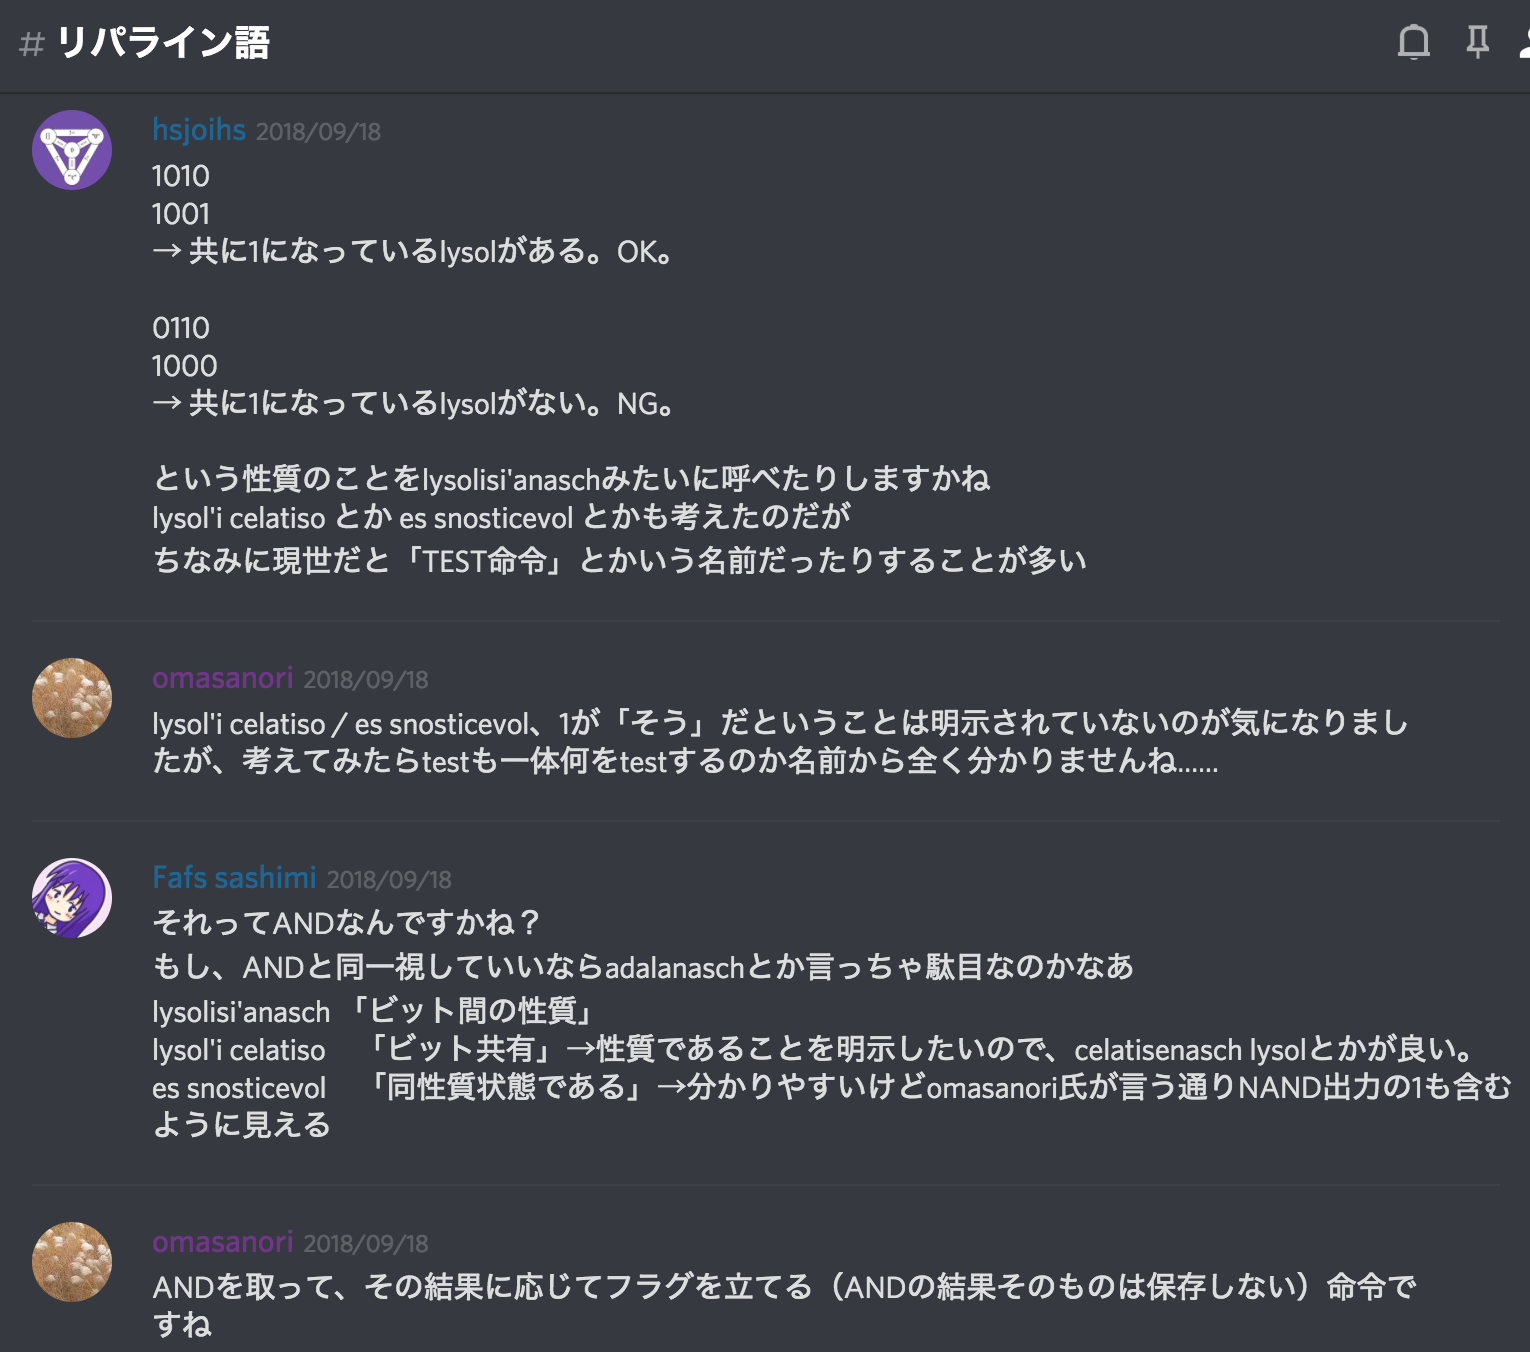 # リパライン語
hsjoihs 2018/09/18
1010
1001
→ 共に1になっているlysolがある。OK。
0110
1000
→ 共に1になっているlysolがない。NG。
という性質のことをlysolisi'anaschみたいに呼べたりしますかね
lysol'i celatiso とか es snosticevol とかも考えたのだが
ちなみに現世だと「TEST命令」とかいう名前だったりすることが多い
omasanori 2018/09/18
lysol'i celatiso / es snosticevol、1が「そう」だということは明示されていないのが気になりまし
たが、考えてみたらtestも一体何をtestするのか名前から全く分かりませんね……
Fafs sashimi 2018/09/18
それってANDなんですかね？
もし、ANDと同一視していいならadalanaschとか言っちゃ駄目なのかなあ
lysolisi'anasch 「ビット間の性質」
lysol'i celatiso 「ビット共有」→性質であることを明示したいので、celatisenasch lysolとかが良い。
es snosticevol 「同性質状態である」→分かりやすいけどomasanori氏が言う通りNAND出力の1も含む
ように見える
omasanori 2018/09/18
ANDを取って、その結果に応じてフラグを立てる（ANDの結果そのものは保存しない）命令で
すね